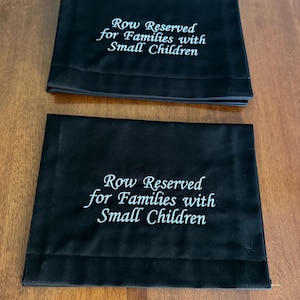 Row Reserved
for Families with
Small Children
Row Reserved
for Families with
Small Children